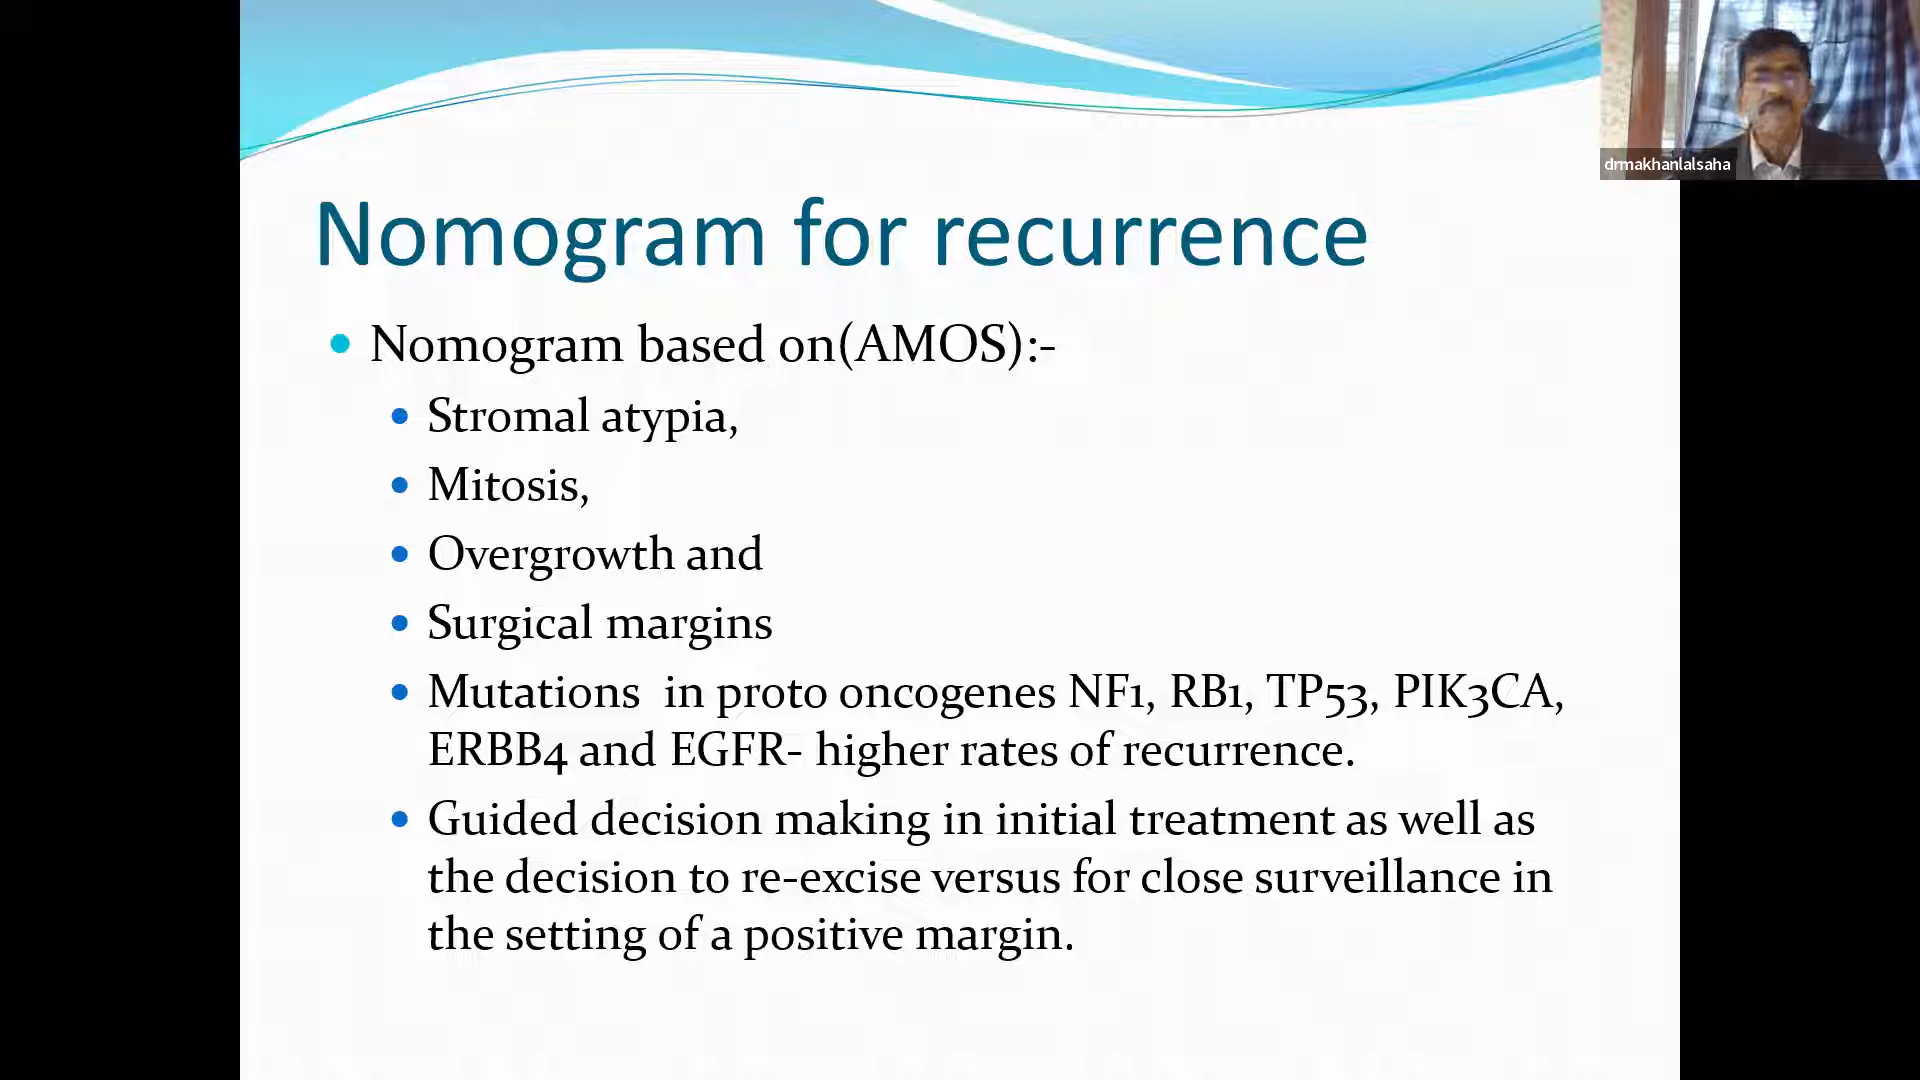 drmakhanlalsaha
Nomogram for recurrence
Nomogram based on(AMOS):-
Stromal atypia,
Mitosis,
Overgrowth and
Surgical margins
Mutations  in proto oncogenes NF1, RB1, TP53, PIK3CA,
ERBB4 and EGFR- higher rates of recurrence.
Guided decision making in initial treatment as well as
the decision to re-excise versus for close surveillance in
the setting of a positive margin.